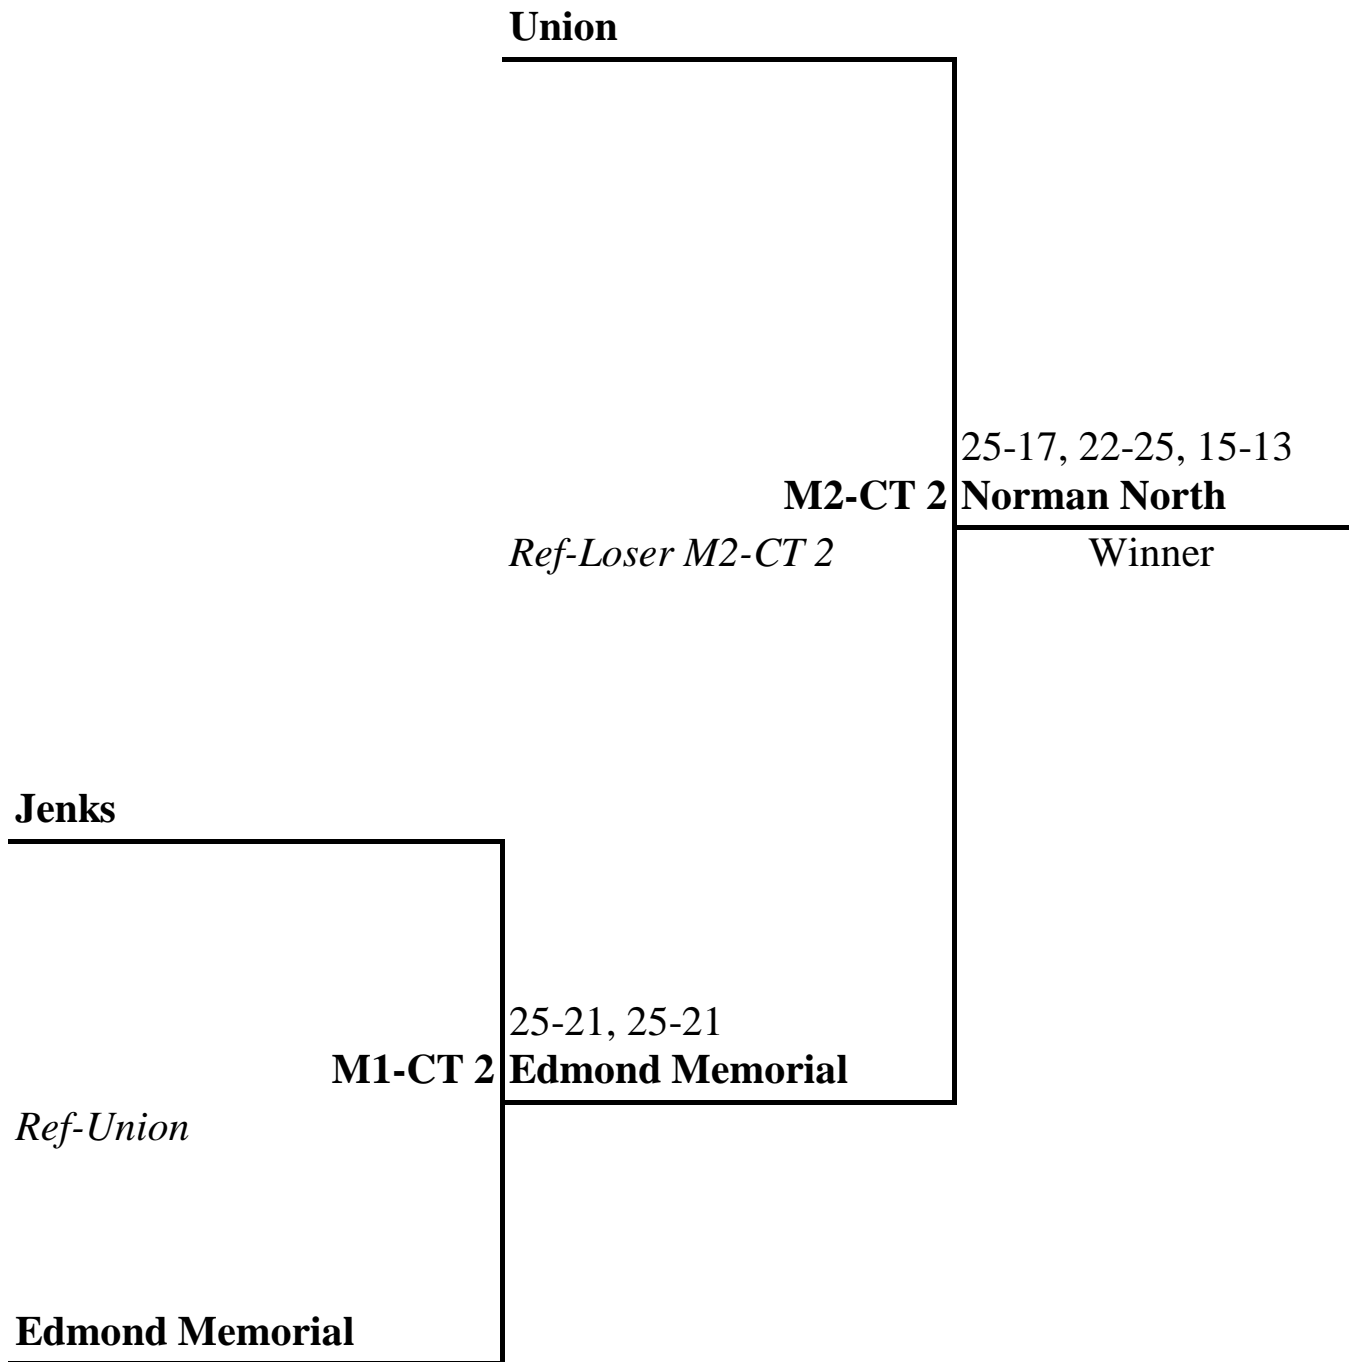 Union
25-17, 22-25, 15-13
M2-CT 2 Norman North
Ref-Loser M2-CT 2 Winner
Jenks
25-21, 25-21
M1-CT 2 Edmond Memorial
Ref-Union
Edmond Memorial